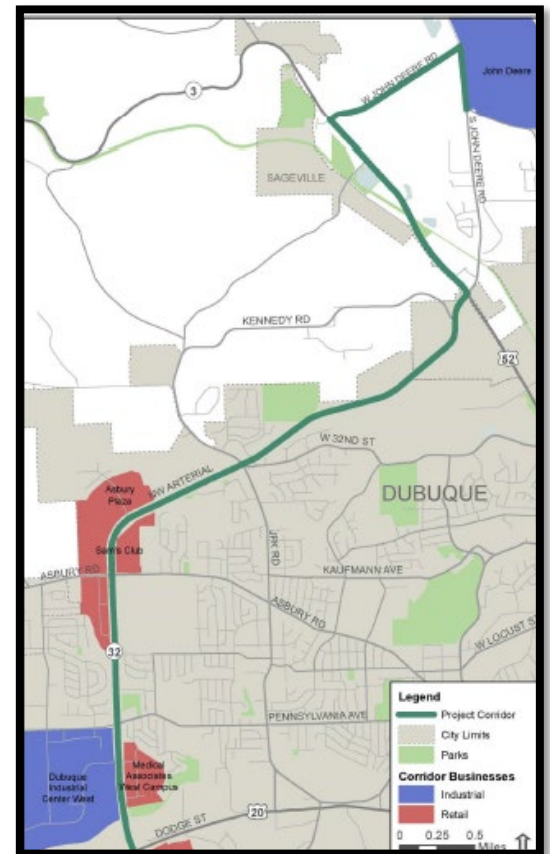 John Deere
W JOHN DEERE RD
3
S JOHN DEERE RD
SAGEVILLE
KENNEDY RD
52
W 32ND ST
NW ARTERIAL
Asbury
Plaza
DUBUQUE
Sam's Club
JFK RD
ASBURY RD
KAUFMANN AVE
ASBURY RD
W LOCUST S
32
PENNSYLVANIA AVE
Medical
Associates
West Campus
Dubuque
Industrial
Center West
20
DODGE ST
Legend
Project Corridor
City Limits
Parks
Corridor Businesses
Industrial
Retail
0 0.25 0.5
Miles